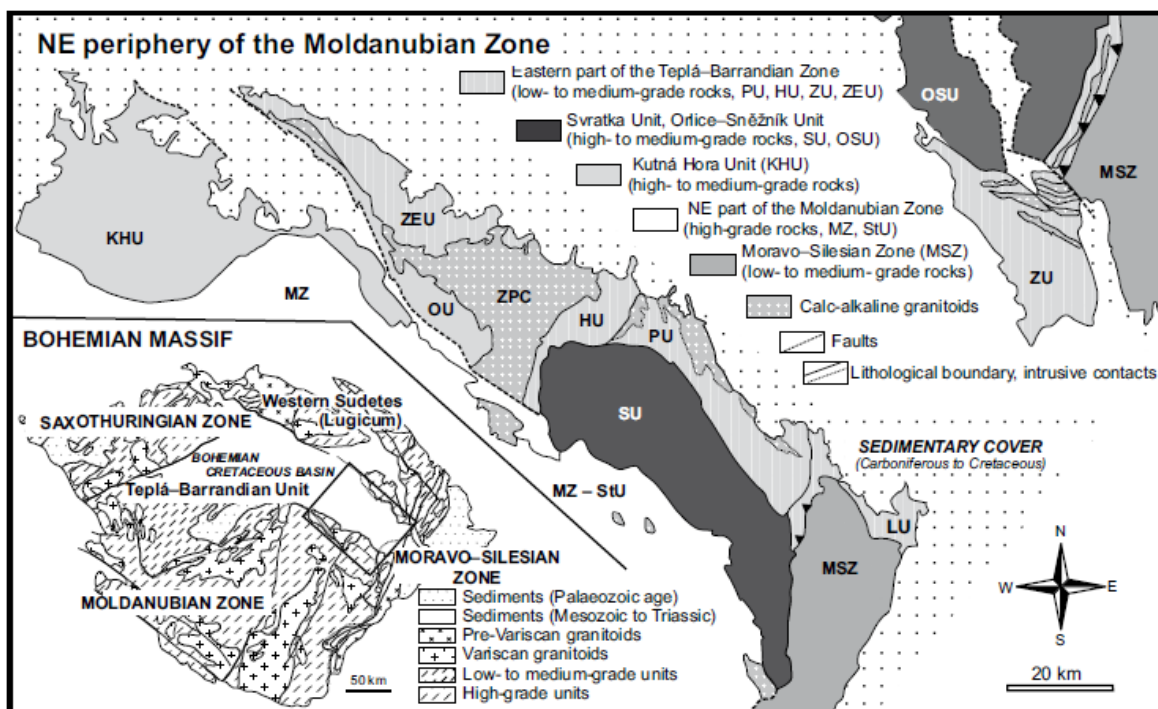 NE periphery of the Moldanubian Zone
Eastern part of the Teplá–Barrandian Zone
(low- to medium-grade rocks, PU, HU, ZU, ZEU)
Svratka Unit, Orlice–Sněžník Unit
(high- to medium-grade rocks, SU, OSU)
Kutná Hora Unit (KHU)
(high- to medium-grade rocks)
NE part of the Moldanubian Zone
(high-grade rocks, MZ, StU)
Moravo–Silesian Zone (MSZ)
(low- to medium- grade rocks)
Calc-alkaline granitoids
Faults
Lithological boundary, intrusive contacts
OSU
MSZ
ZU
KHU
MZ
ZEU
OU
ZPC
HU
PU
SU
MZ – StU
LU
MSZ
SEDIMENTARY COVER
(Carboniferous to Cretaceous)
N
W
E
S
20 km
BOHEMIAN MASSIF
Western Sudetes
(Lugicum)
SAXOTHURINGIAN ZONE
BOHEMIAN
CRETACEOUS BASIN
Teplá–Barrandian Unit
MORAVO–SILESIAN
ZONE
MOLDANUBIAN ZONE
Sediments (Palaeozoic age)
Sediments (Mesozoic to Triassic)
Pre-Variscan granitoids
Variscan granitoids
Low- to medium-grade units
High-grade units
50 km